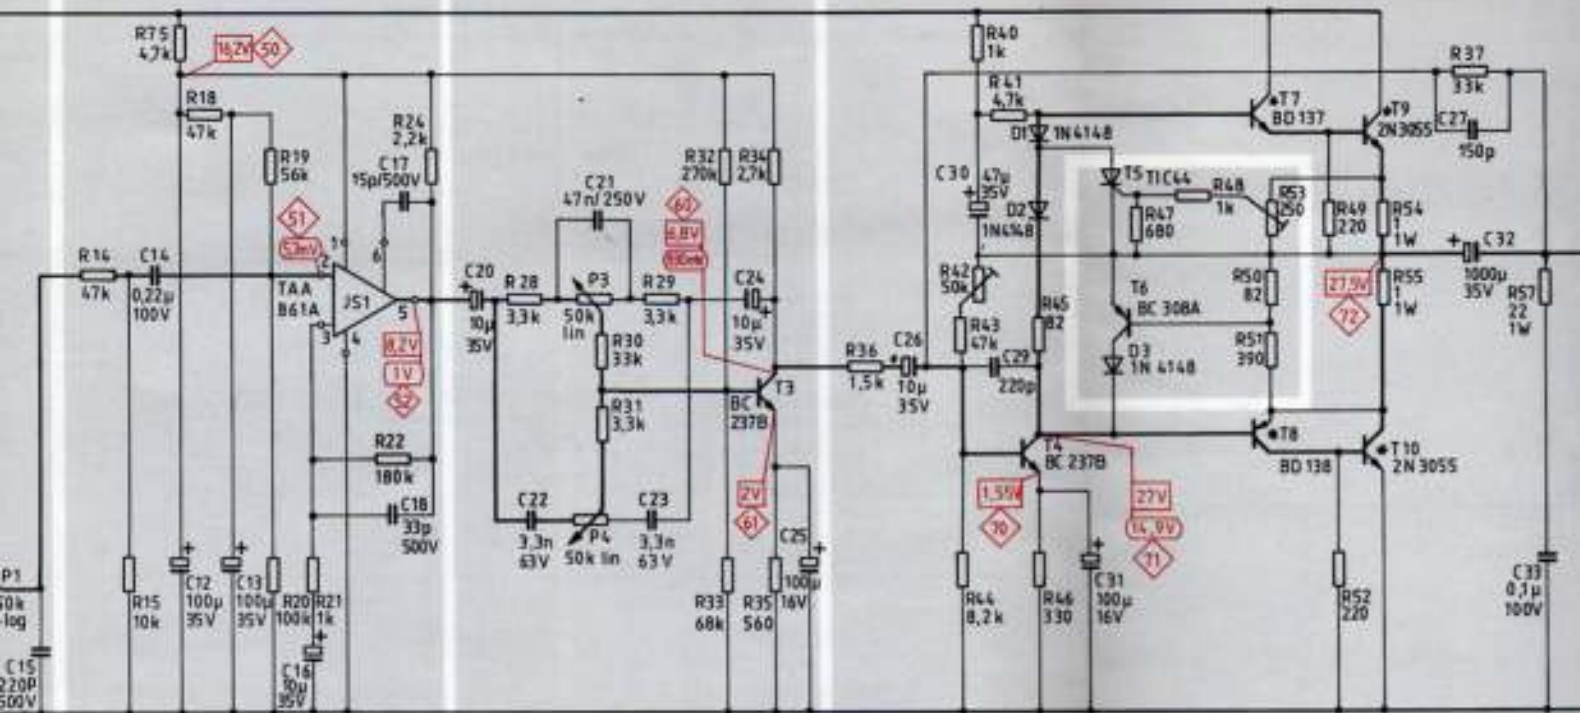 R75
4,7k
16,2V
50
R18
47k
R19
56k
R24
2,2k
C17
15p/500V
51
R14
47k
C14
0,22µ
100V
TAA
861A
JS1
1
2
3
4
5
6
8,2V
1V
52
R22
180k
C18
33p
500V
P1
-log
C15
220P
500V
R15
10k
C12
100µ
35V
C13
100µ
35V
R20
100k
R21
1k
C16
10µ
35V
C20
10µ
35V
R28
3,3k
C21
47n/250V
P3
50k
lin
R29
3,3k
R30
33k
R31
3,3k
C22
3,3n
63V
P4
50k lin
C23
3,3n
63V
R32
270k
R34
2,7k
60
6,8V
C24
10µ
35V
T3
BC
237B
2V
61
C25
100µ
16V
R33
68k
R35
560
R36
1,5k
C26
10µ
35V
R40
1k
R41
4,7k
D1
1N4148
C30
47µ
35V
D2
1N4148
R42
50k
R43
47k
R45
82
C29
220p
T4
BC 237B
1,55V
70
27V
14,9V
71
R44
8,2k
R46
330
C31
100µ
16V
T5
TIC44
R47
680
R48
1k
R53
250
T6
BC 308A
D3
1N 4148
R50
82
R51
390
T7
BD 137
T9
2N3055
R37
33k
C27
150p
R49
220
R54
1
1W
R55
1
1W
27,5V
72
C32
1000µ
35V
R57
22
1W
T8
BD 138
T10
2N 3055
R52
220
C33
0,1µ
100V